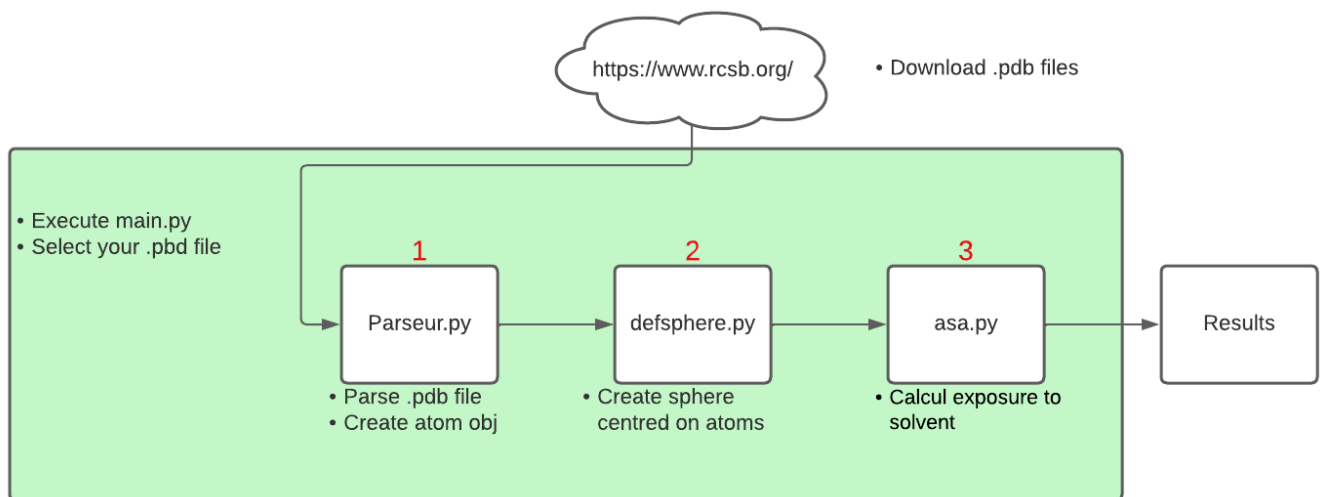 https://www.rcsb.org/
• Download .pdb files
• Execute main.py
• Select your .pbd file
1
2
3
Parseur.py
defsphere.py
asa.py
Results
• Parse .pdb file
• Create atom obj
• Create sphere
centred on atoms
• Calcul exposure to
solvent